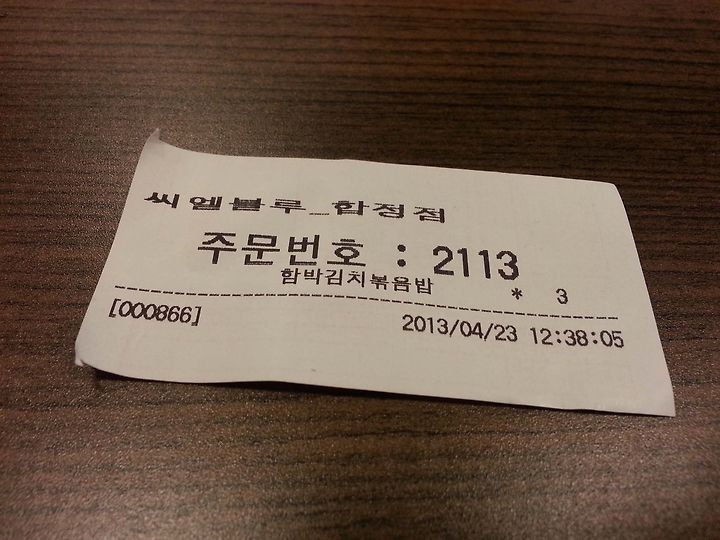 씨엘블루_합정점
주문번호 : 2113
함박김치볶음밥 * 3
[000866] 2013/04/23 12:38:05